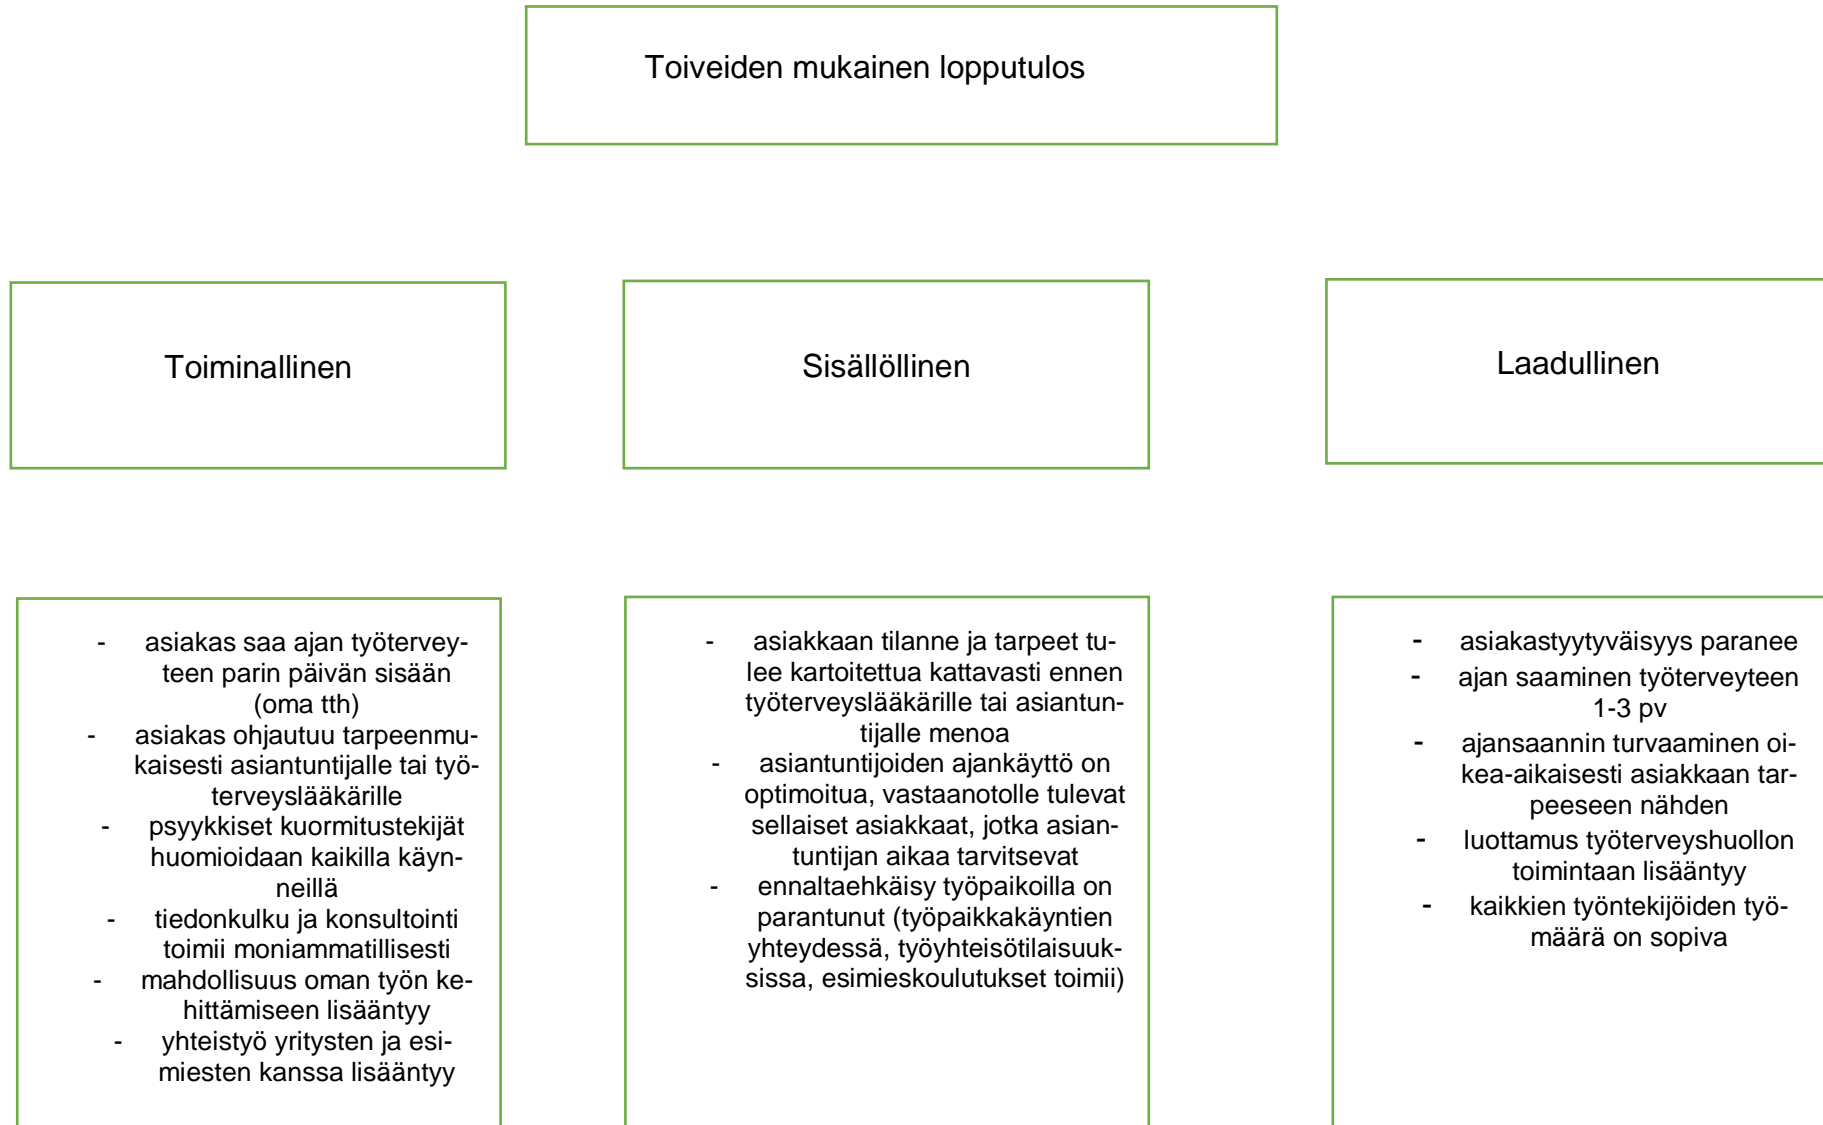 Toiveiden mukainen lopputulos
Toiminallinen
Sisällöllinen
Laadullinen
- asiakas saa ajan työtervey-
teen parin päivän sisään
(oma tth)
- asiakas ohjautuu tarpeenmu-
kaisesti asiantuntijalle tai työ-
terveyslääkärille
- psyykkiset kuormitustekijät
huomioidaan kaikilla käyn-
neillä
- tiedonkulku ja konsultointi
toimii moniammatillisesti
- mahdollisuus oman työn ke-
hittämiseen lisääntyy
- yhteistyö yritysten ja esi-
miesten kanssa lisääntyy
- asiakkaan tilanne ja tarpeet tu-
lee kartoitettua kattavasti ennen
työterveyslääkärille tai asiantun-
tijalle menoa
- asiantuntijoiden ajankäyttö on
optimoitua, vastaanotolle tulevat
sellaiset asiakkaat, jotka asian-
tuntijan aikaa tarvitsevat
- ennaltaehkäisy työpaikoilla on
parantunut (työpaikkakäyntien
yhteydessä, työyhteisötilaisuuk-
sissa, esimieskoulutukset toimii)
- asiakastyytyväisyys paranee
- ajan saaminen työterveyteen
1-3 pv
- ajansaannin turvaaminen oi-
kea-aikaisesti asiakkaan tar-
peeseen nähden
- luottamus työterveyshuollon
toimintaan lisääntyy
- kaikkien työntekijöiden työ-
määrä on sopiva